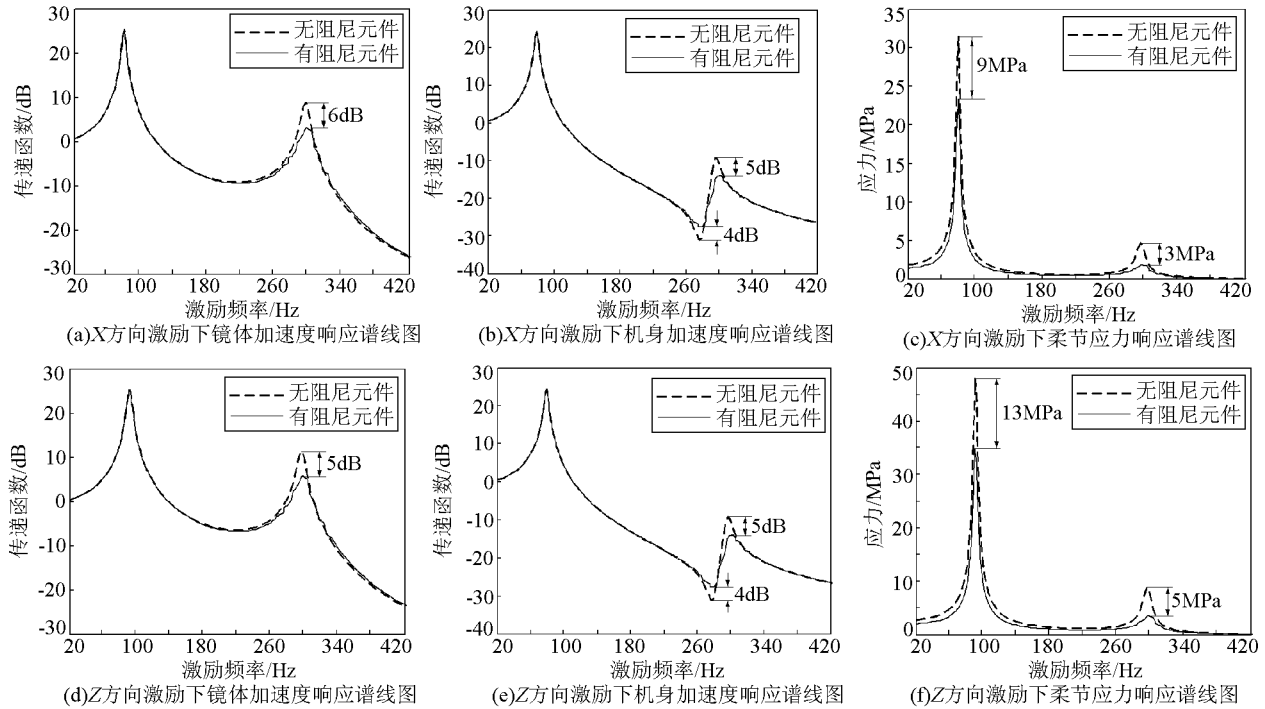 30
20
10
0
-10
-20
-30
传递函数/dB
无阻尼元件
有阻尼元件
6dB
20 100 180 260 340 420
激励频率/Hz
(a)X方向激励下镜体加速度响应谱线图
30
20
10
0
-10
-20
-30
-40
传递函数/dB
无阻尼元件
有阻尼元件
5dB
4dB
20 100 180 260 340 420
激励频率/Hz
(b)X方向激励下机身加速度响应谱线图
35
30
25
20
15
10
5
0
应力/MPa
无阻尼元件
有阻尼元件
9MPa
3MPa
20 100 180 260 340 420
激励频率/Hz
(c)X方向激励下柔节应力响应谱线图
30
20
10
0
-10
-20
-30
传递函数/dB
无阻尼元件
有阻尼元件
5dB
20 100 180 260 340 420
激励频率/Hz
(d)Z方向激励下镜体加速度响应谱线图
30
20
10
0
-10
-20
-30
-40
传递函数/dB
无阻尼元件
有阻尼元件
5dB
4dB
20 100 180 260 340 420
激励频率/Hz
(e)Z方向激励下机身加速度响应谱线图
50
40
30
20
10
0
应力/MPa
无阻尼元件
有阻尼元件
13MPa
5MPa
20 100 180 260 340 420
激励频率/Hz
(f)Z方向激励下柔节应力响应谱线图